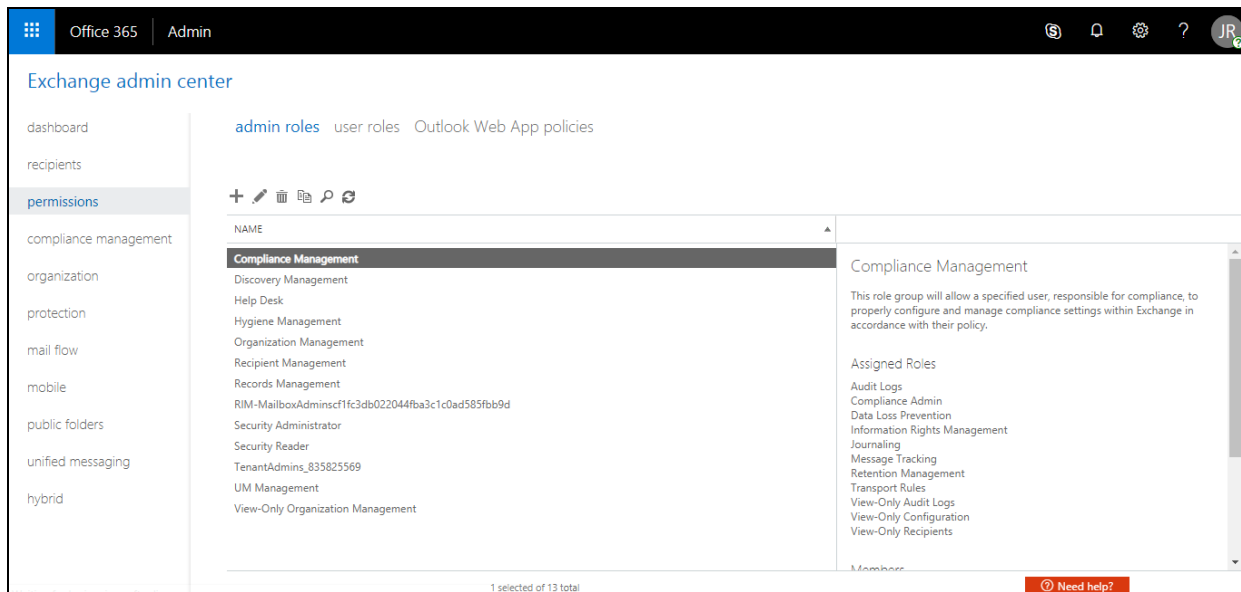 Office 365 Admin
JR
Exchange admin center
dashboard
recipients
permissions
compliance management
organization
protection
mail flow
mobile
public folders
unified messaging
hybrid
admin roles user roles Outlook Web App policies
NAME
Compliance Management
Discovery Management
Help Desk
Hygiene Management
Organization Management
Recipient Management
Records Management
RIM-MailboxAdminscf1fc3db022044fba3c1c0ad585fbb9d
Security Administrator
Security Reader
TenantAdmins_835825569
UM Management
View-Only Organization Management
1 selected of 13 total
Compliance Management
This role group will allow a specified user, responsible for compliance, to
properly configure and manage compliance settings within Exchange in
accordance with their policy.
Assigned Roles
Audit Logs
Compliance Admin
Data Loss Prevention
Information Rights Management
Journaling
Message Tracking
Retention Management
Transport Rules
View-Only Audit Logs
View-Only Configuration
View-Only Recipients
Members
Need help?